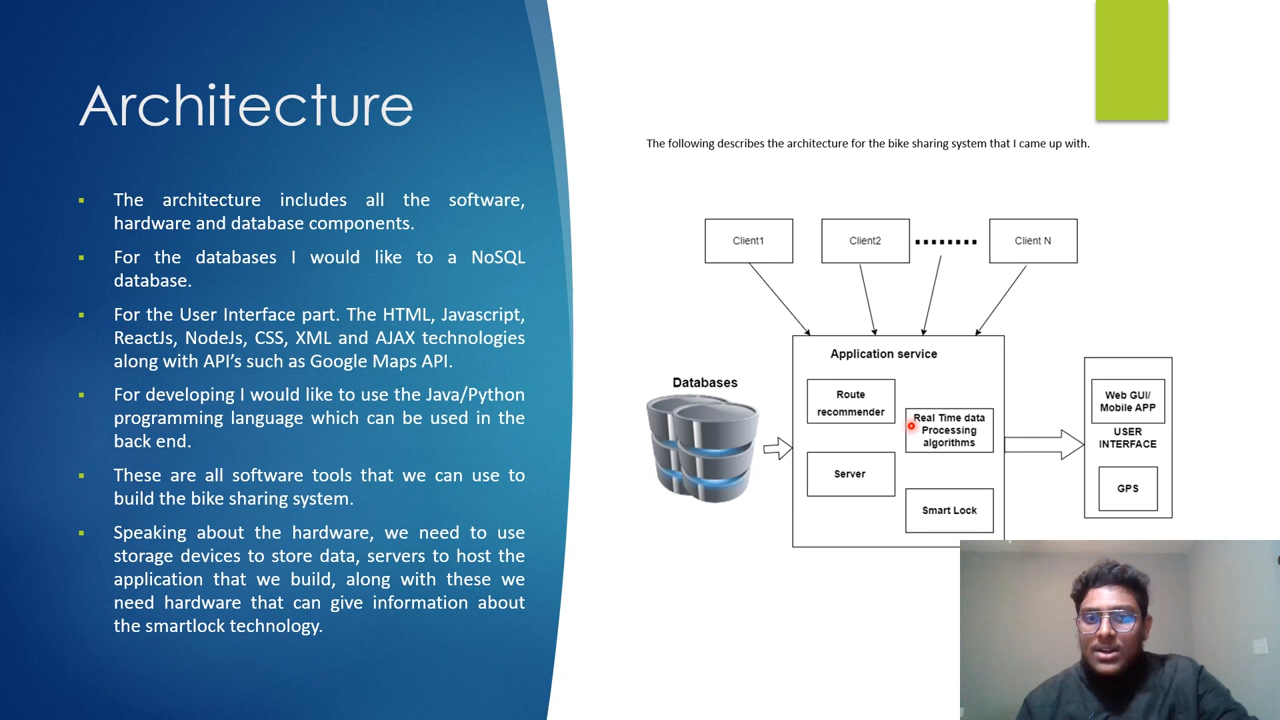 Architecture
The architecture includes all the software,
hardware and database components.
For the databases I would like to a NoSQL
database.
For the User Interface part. The HTML, Javascript,
ReactJs, NodeJs, CSS, XML and AJAX technologies
along with API’s such as Google Maps API.
For developing I would like to use the Java/Python
programming language which can be used in the
back end.
These are all software tools that we can use to
build the bike sharing system.
Speaking about the hardware, we need to use
storage devices to store data, servers to host the
application that we build, along with these we
need hardware that can give information about
the smartlock technology.
The following describes the architecture for the bike sharing system that I came up with.
Client1
Client2
Client N
Application service
Databases
Route
recommender
Real Time data
Processing
algorithms
Server
Smart Lock
Web GUI/
Mobile APP
USER
INTERFACE
GPS